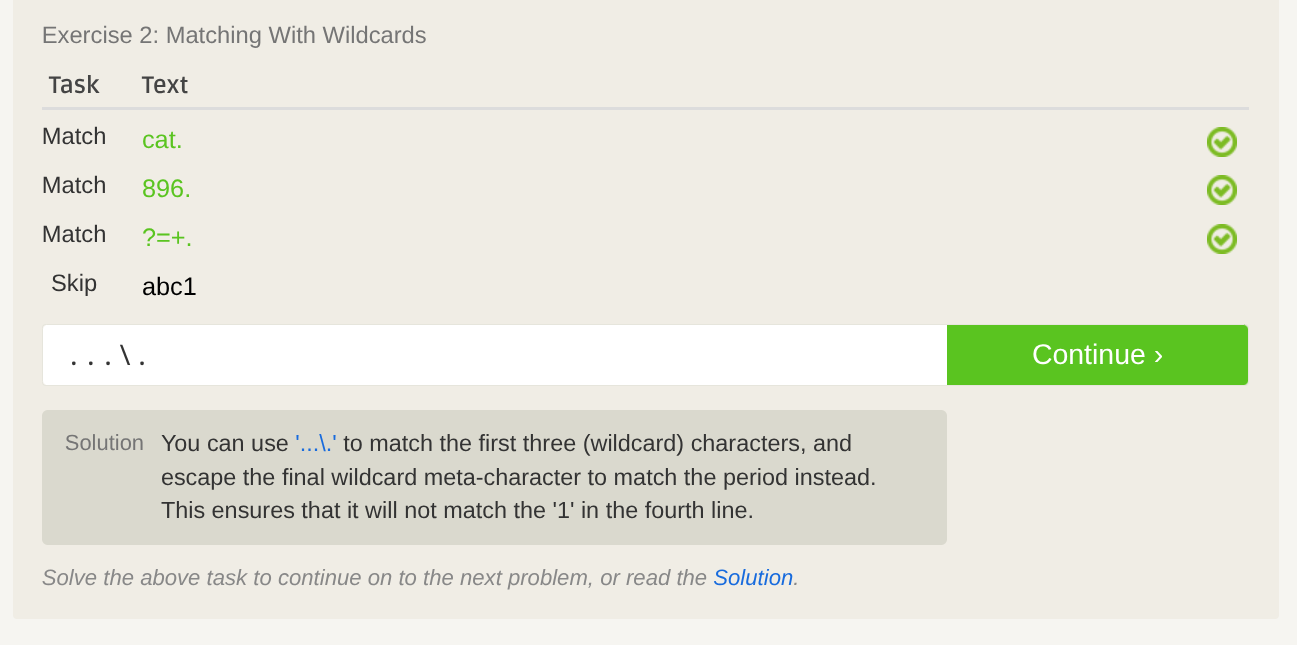 Exercise 2: Matching With Wildcards
Task Text
Match cat.
Match 896.
Match ?=+.
Skip abc1
...\.
Continue ›
Solution You can use '...\.' to match the first three (wildcard) characters, and
escape the final wildcard meta-character to match the period instead.
This ensures that it will not match the '1' in the fourth line.
Solve the above task to continue on to the next problem, or read the Solution.